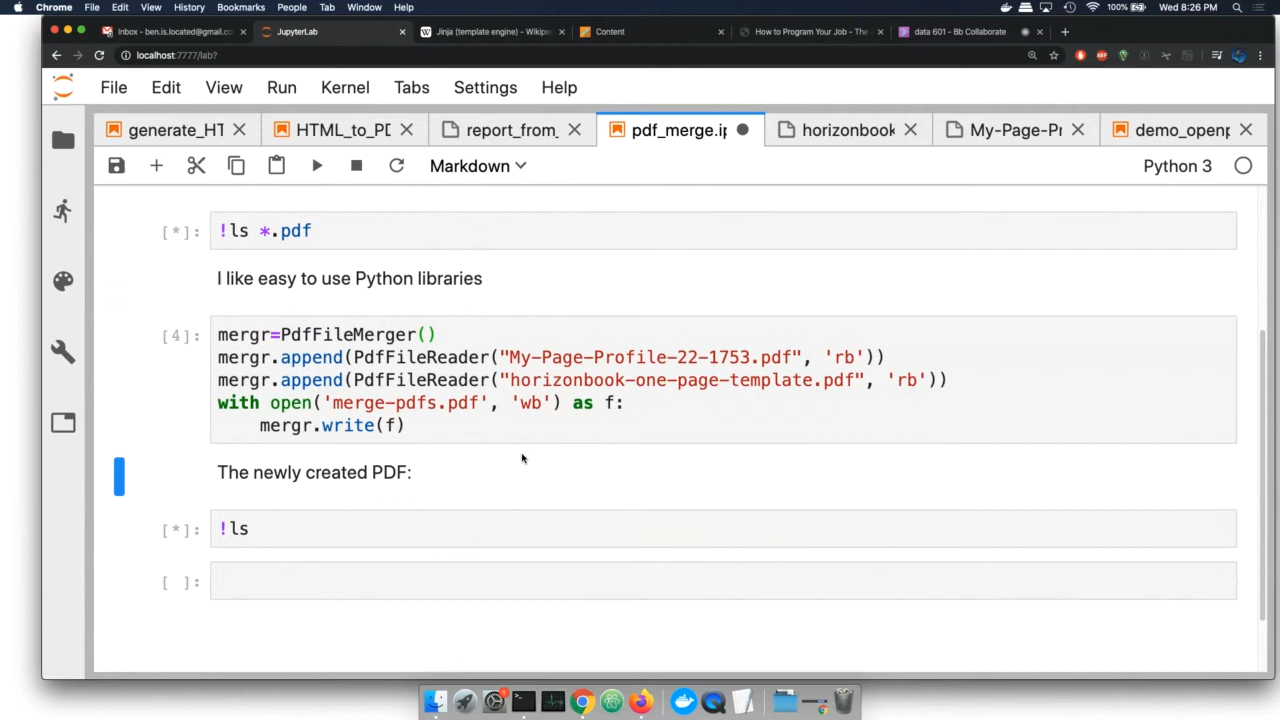 Chrome File Edit View History Bookmarks People Tab Window Help 100% Wed 8:26 PM
Inbox - ben.is.located@gmail.co JupyterLab Jinja (template engine) - Wikipe Content How to Program Your Job - The data 601 - Bb Collaborate
localhost:7777/lab?
File Edit View Run Kernel Tabs Settings Help
generate_HT HTML_to_PD report_from_ pdf_merge.i horizonbook My-Page-Pr demo_openp
Markdown Python 3
[*]: !ls *.pdf
I like easy to use Python libraries
[4]: mergr=PdfFileMerger()
mergr.append(PdfFileReader("My-Page-Profile-22-1753.pdf", 'rb'))
mergr.append(PdfFileReader("horizonbook-one-page-template.pdf", 'rb'))
with open('merge-pdfs.pdf', 'wb') as f:
    mergr.write(f)
The newly created PDF:
[*]: !ls
[ ]: